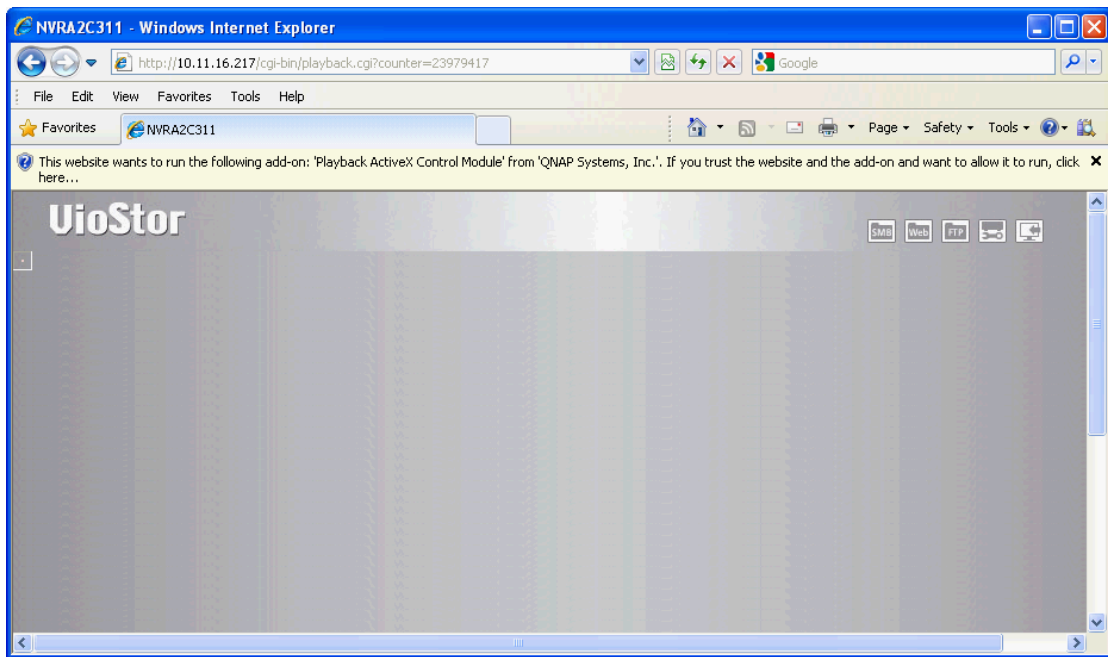 NVRA2C311 - Windows Internet Explorer
http://10.11.16.217/cgi-bin/playback.cgi?counter=23979417
Google
File Edit View Favorites Tools Help
Favorites NVRA2C311 Page Safety Tools
This website wants to run the following add-on: 'Playback ActiveX Control Module' from 'QNAP Systems, Inc.'. If you trust the website and the add-on and want to allow it to run, click
here...
VioStor
SMB Web FTP